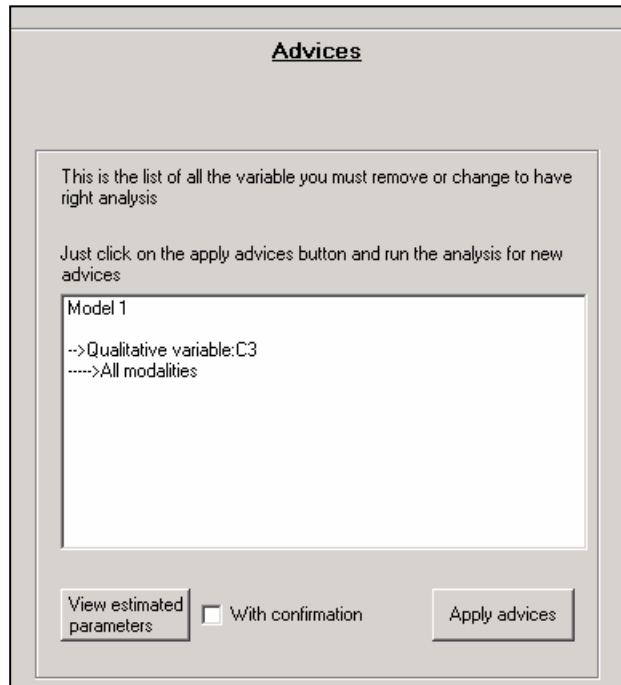 Advices
This is the list of all the variable you must remove or change to have
right analysis
Just click on the apply advices button and run the analysis for new
advices
Model 1
-->Qualitative variable:C3
----->All modalities
View estimated
parameters
With confirmation
Apply advices